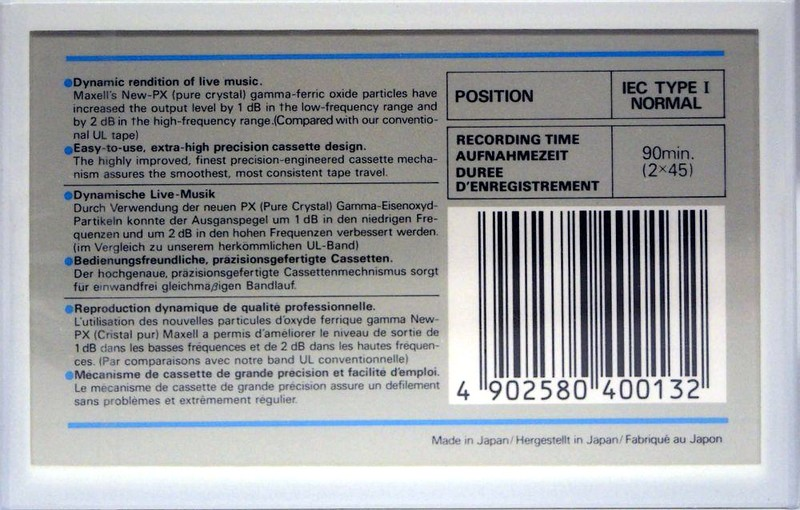 Dynamic rendition of live music.
Maxell's New-PX (pure crystal) gamma-ferric oxide particles have
increased the output level by 1 dB in the low-frequency range and
by 2 dB in the high-frequency range.(Compared with our conventio-
nal UL tape)
Easy-to-use, extra-high precision cassette design.
The highly improved, finest precision-engineered cassette mecha-
nism assures the smoothest, most consistent tape travel.
Dynamische Live-Musik
Durch Verwendung der neuen PX (Pure Crystal) Gamma-Eisenoxyd-
Partikeln konnte der Ausganspegel um 1 dB in den niedrigen Fre-
quenzen und um 2 dB in den hohen Frequenzen verbessert werden.
(im Vergleich zu unserem herkömmlichen UL-Band)
Bedienungsfreundliche, präzisionsgefertigte Cassetten.
Der hochgenaue, präzisionsgefertigte Cassettenmechnismus sorgt
für einwandfrei gleichmäßigen Bandlauf.
Reproduction dynamique de qualité professionnelle.
L'utilisation des nouvelles particules d'oxyde ferrique gamma New-
PX (Cristal pur) Maxell a permis d'améliorer le niveau de sortie de
1 dB dans les basses fréquences et de 2 dB dans les hautes fréquen-
ces. (Par comparaisons avec notre band UL conventionnelle)
Mécanisme de cassette de grande précision et facilité d'emploi.
Le mécanisme de cassette de grande précision assure un défilement
sans problèmes et extrêmement régulier.
POSITION
IEC TYPE I
NORMAL
RECORDING TIME
AUFNAHMEZEIT
DUREE
D'ENREGISTREMENT
90min.
(2×45)
4 902580 400132
Made in Japan/Hergestellt in Japan/Fabriqué au Japon